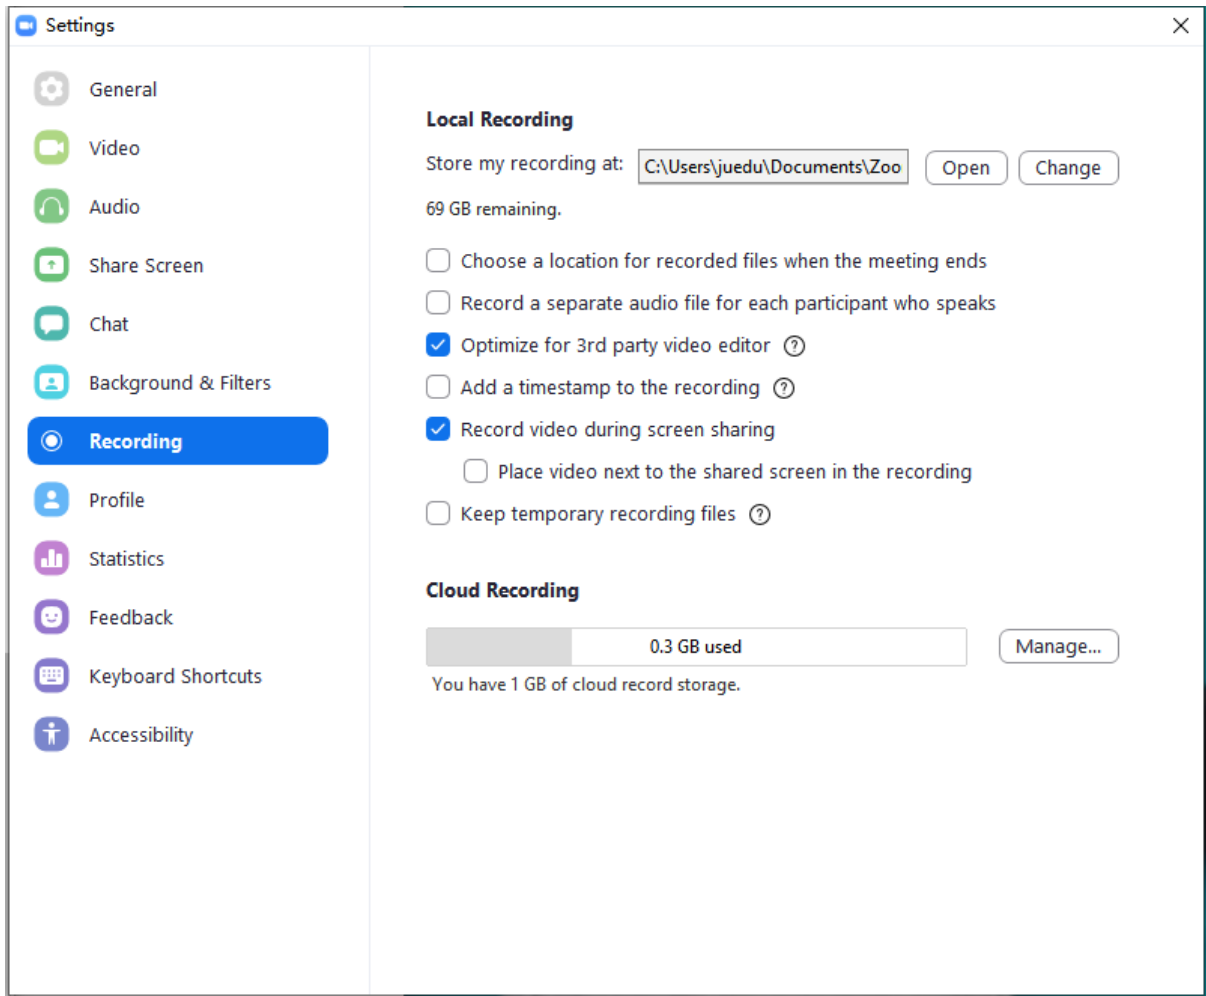 Settings
General
Video
Audio
Share Screen
Chat
Background & Filters
Recording
Profile
Statistics
Feedback
Keyboard Shortcuts
Accessibility
Local Recording
Store my recording at: C:\Users\juedu\Documents\Zoo Open Change
69 GB remaining.
Choose a location for recorded files when the meeting ends
Record a separate audio file for each participant who speaks
Optimize for 3rd party video editor ?
Add a timestamp to the recording ?
Record video during screen sharing
Place video next to the shared screen in the recording
Keep temporary recording files ?
Cloud Recording
0.3 GB used Manage...
You have 1 GB of cloud record storage.